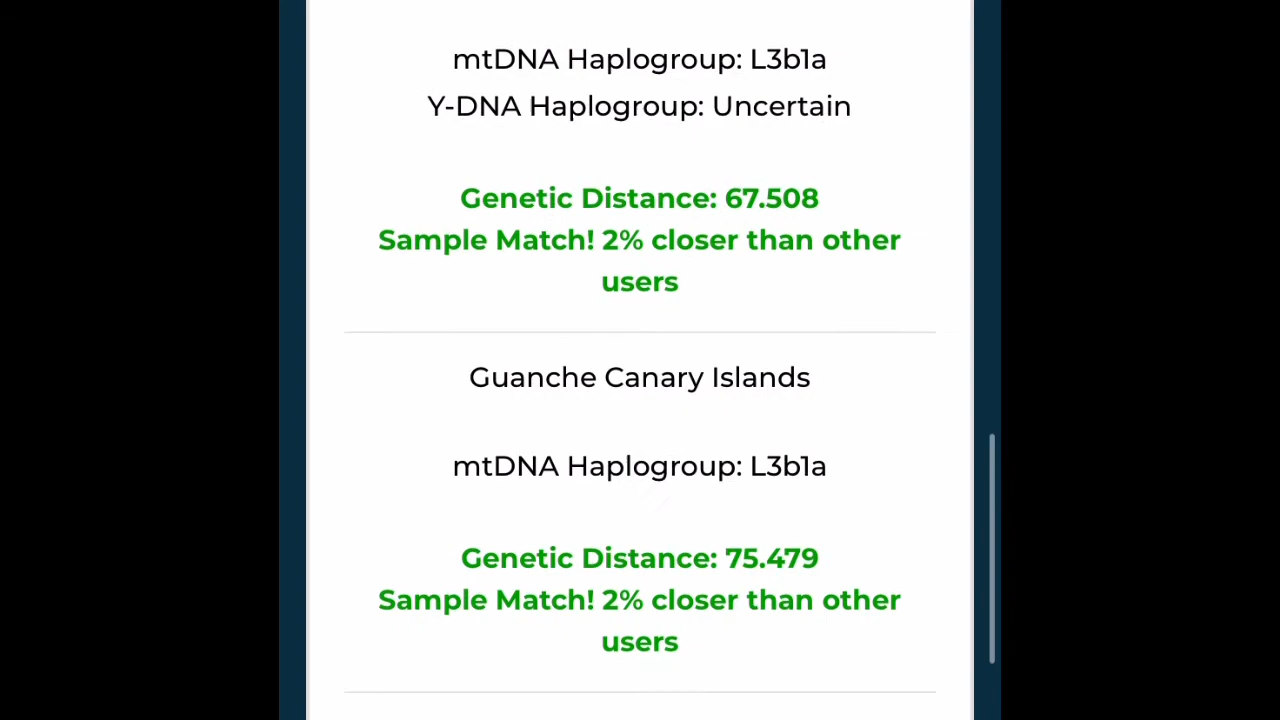 mtDNA Haplogroup: L3b1a
Y-DNA Haplogroup: Uncertain
Genetic Distance: 67.508
Sample Match! 2% closer than other
users
Guanche Canary Islands
mtDNA Haplogroup: L3b1a
Genetic Distance: 75.479
Sample Match! 2% closer than other
users